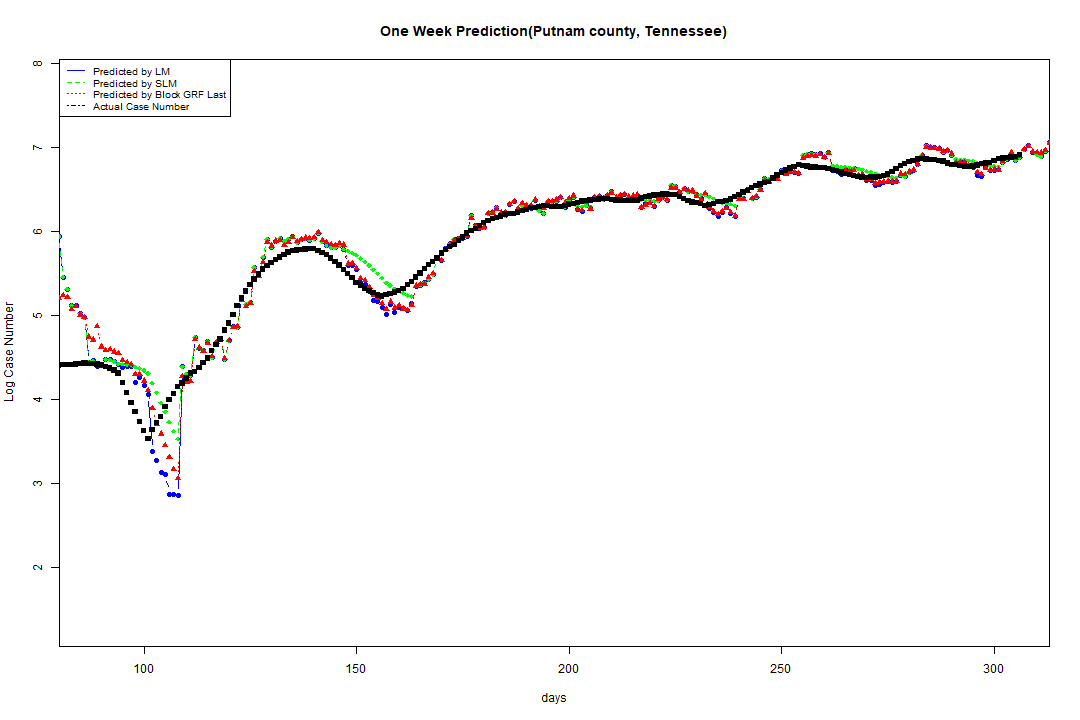 One Week Prediction(Putnam county, Tennessee)
Predicted by LM
Predicted by SLM
Predicted by Block GRF Last
Actual Case Number
8
7
6
5
4
3
2
Log Case Number
100 150 200 250 300
days